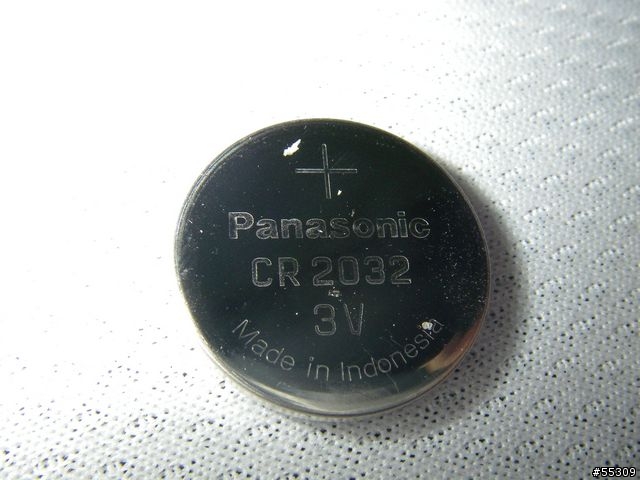 +
Panasonic
CR 2032
3V
Made in Indonesia
#55309